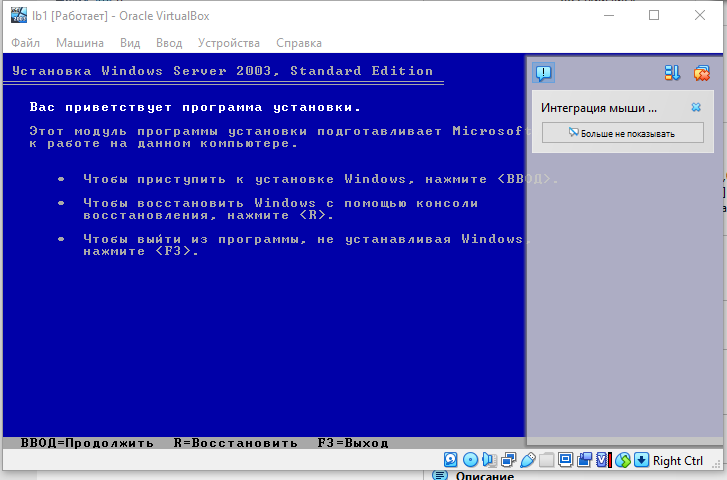 lb1 [Работает] - Oracle VirtualBox
Файл Машина Вид Ввод Устройства Справка
Установка Windows Server 2003, Standard Edition
Вас приветствует программа установки.
Этот модуль программы установки подготавливает Microsoft
к работе на данном компьютере.
• Чтобы приступить к установке Windows, нажмите <ВВОД>.
• Чтобы восстановить Windows с помощью консоли
восстановления, нажмите <R>.
• Чтобы выйти из программы, не устанавливая Windows,
нажмите <F3>.
Интеграция мыши ...
Больше не показывать
ВВОД=Продолжить R=Восстановить F3=Выход
Right Ctrl
Описание